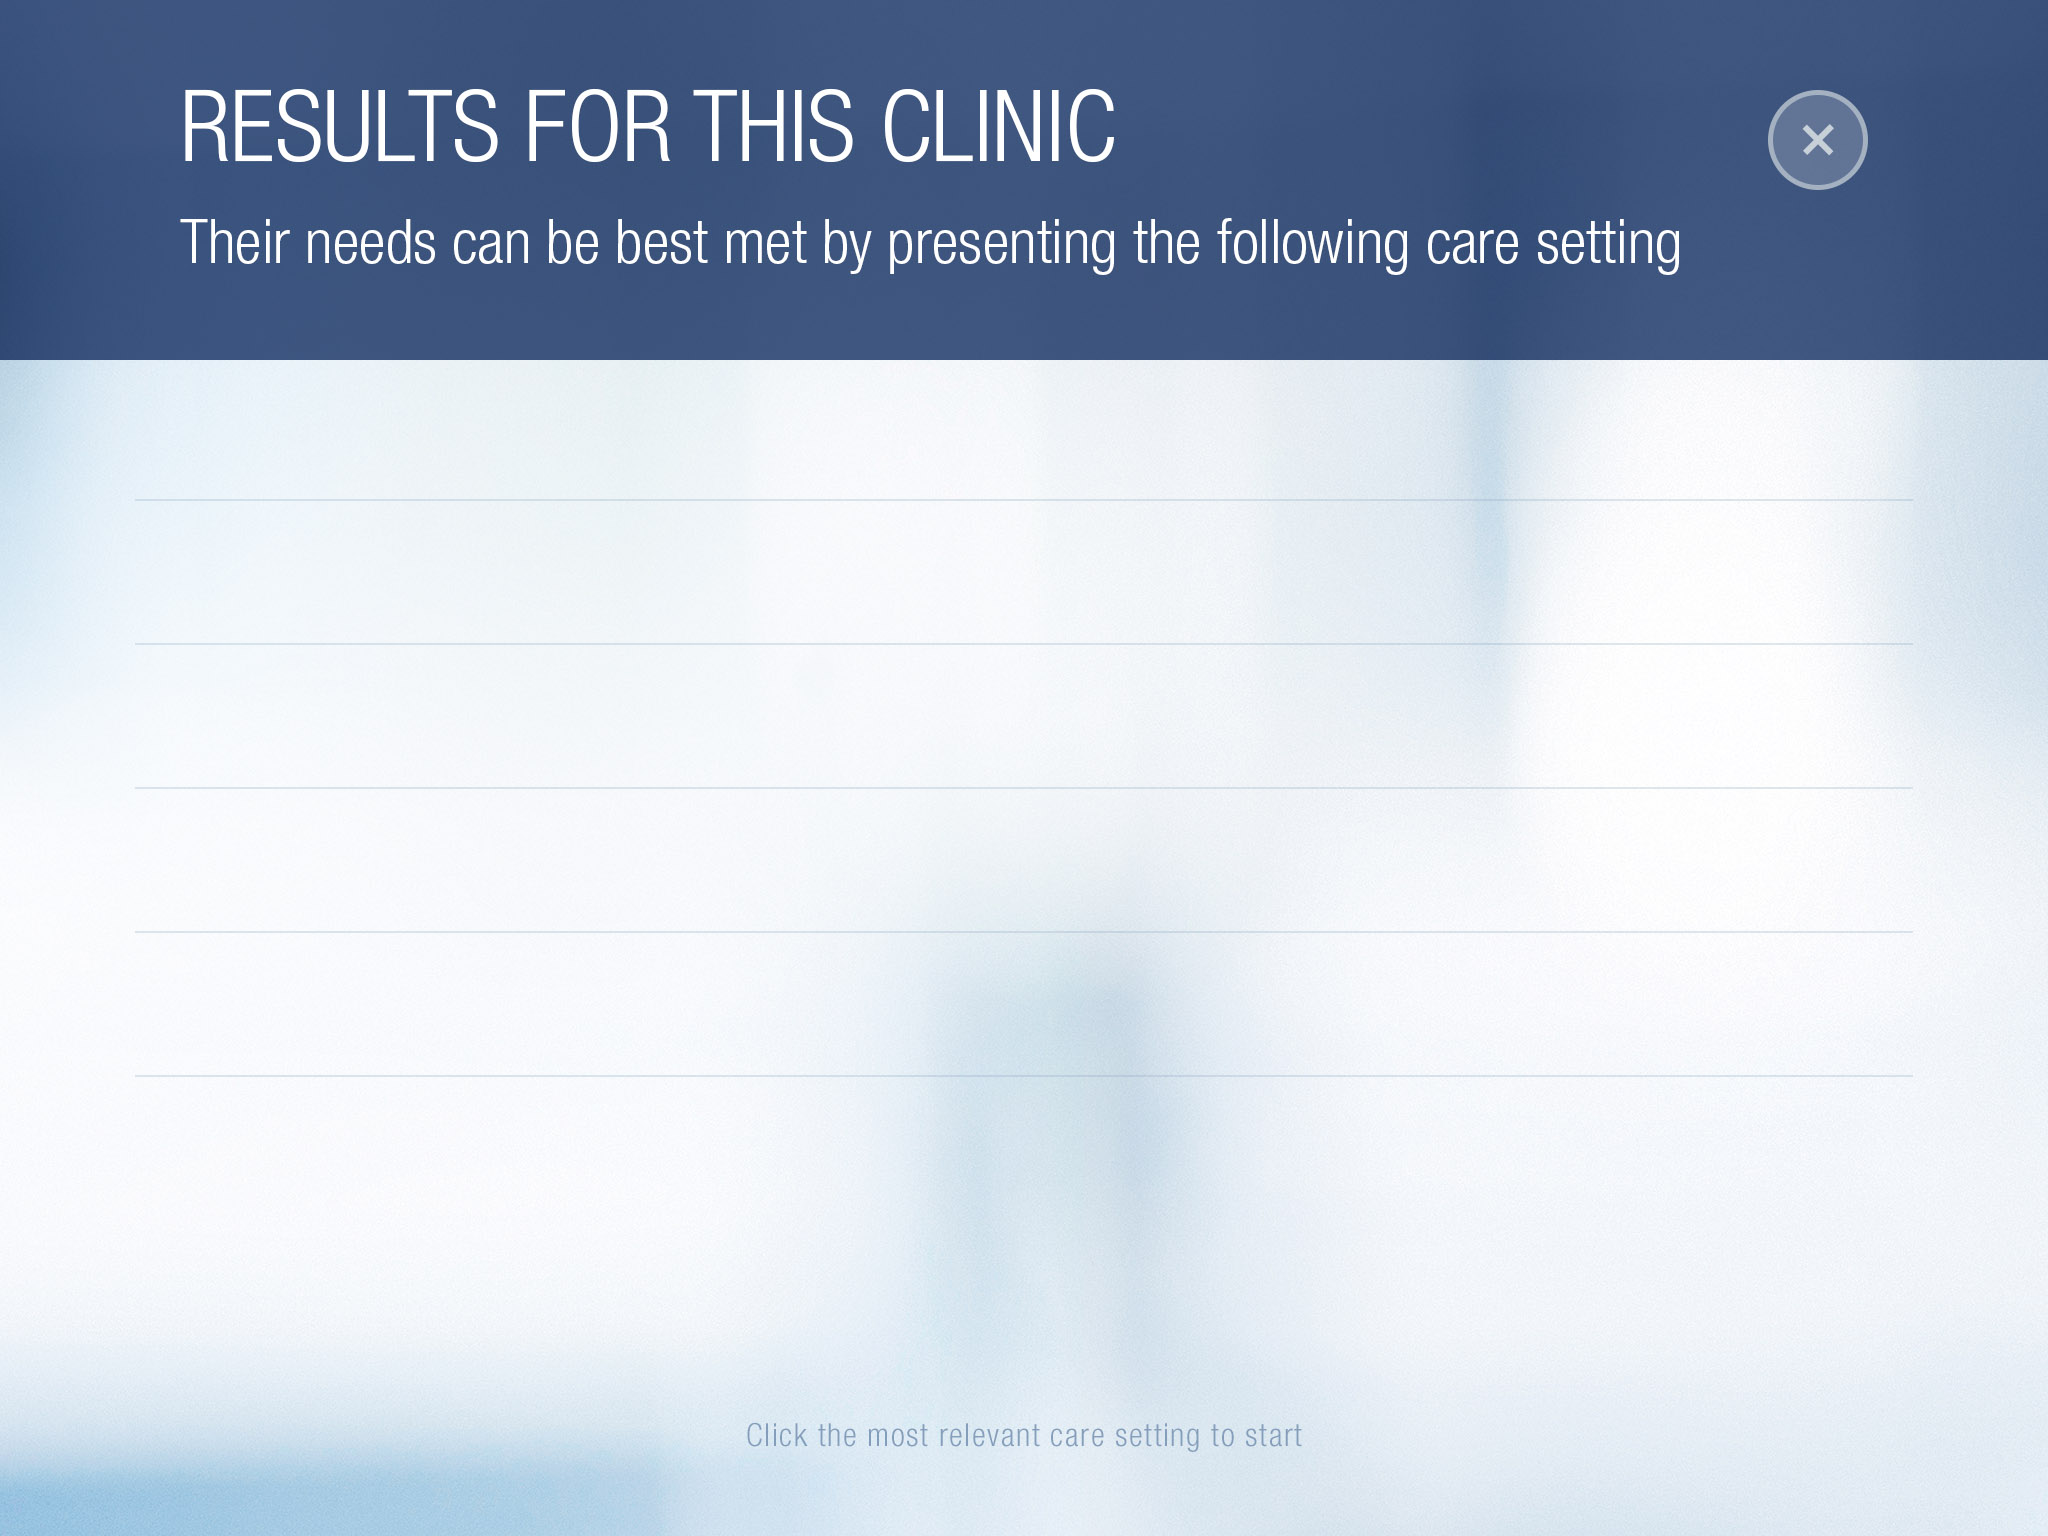 RESULTS FOR THIS CLINIC
Their needs can be best met by presenting the following care setting
Click the most relevant care setting to start